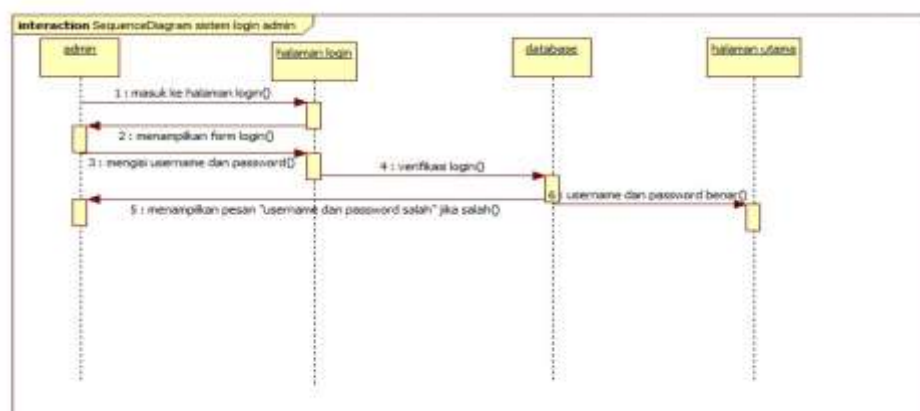 interaction SequenceDiagram sistem login admin
admin
halaman login
database
halaman utama
1 : masuk ke halaman login()
2 : menampilkan form login()
3 : mengisi username dan password()
4 : verifikasi login()
6 : username dan password benar()
5 : menampilkan pesan "username dan password salah" jika salah()